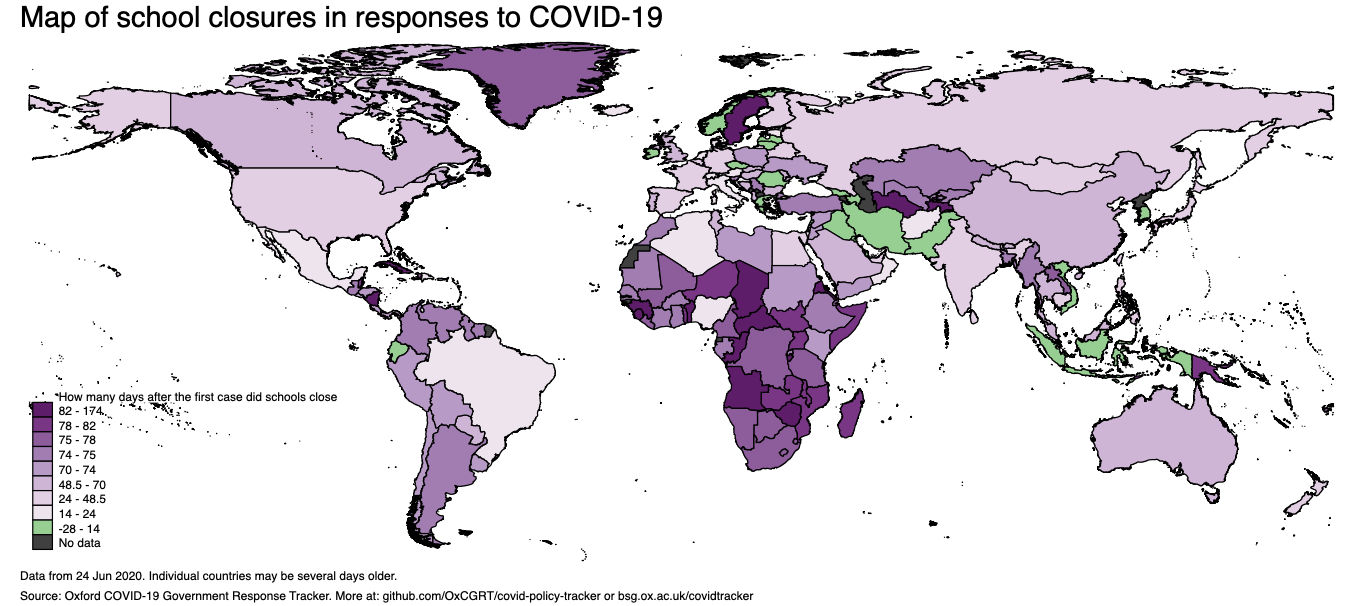 Map of school closures in responses to COVID-19
*How many days after the first case did schools close
82 - 174
78 - 82
75 - 78
74 - 75
70 - 74
48.5 - 70
24 - 48.5
14 - 24
-28 - 14
No data
Data from 24 Jun 2020. Individual countries may be several days older.
Source: Oxford COVID-19 Government Response Tracker. More at: github.com/OxCGRT/covid-policy-tracker or bsg.ox.ac.uk/covidtracker